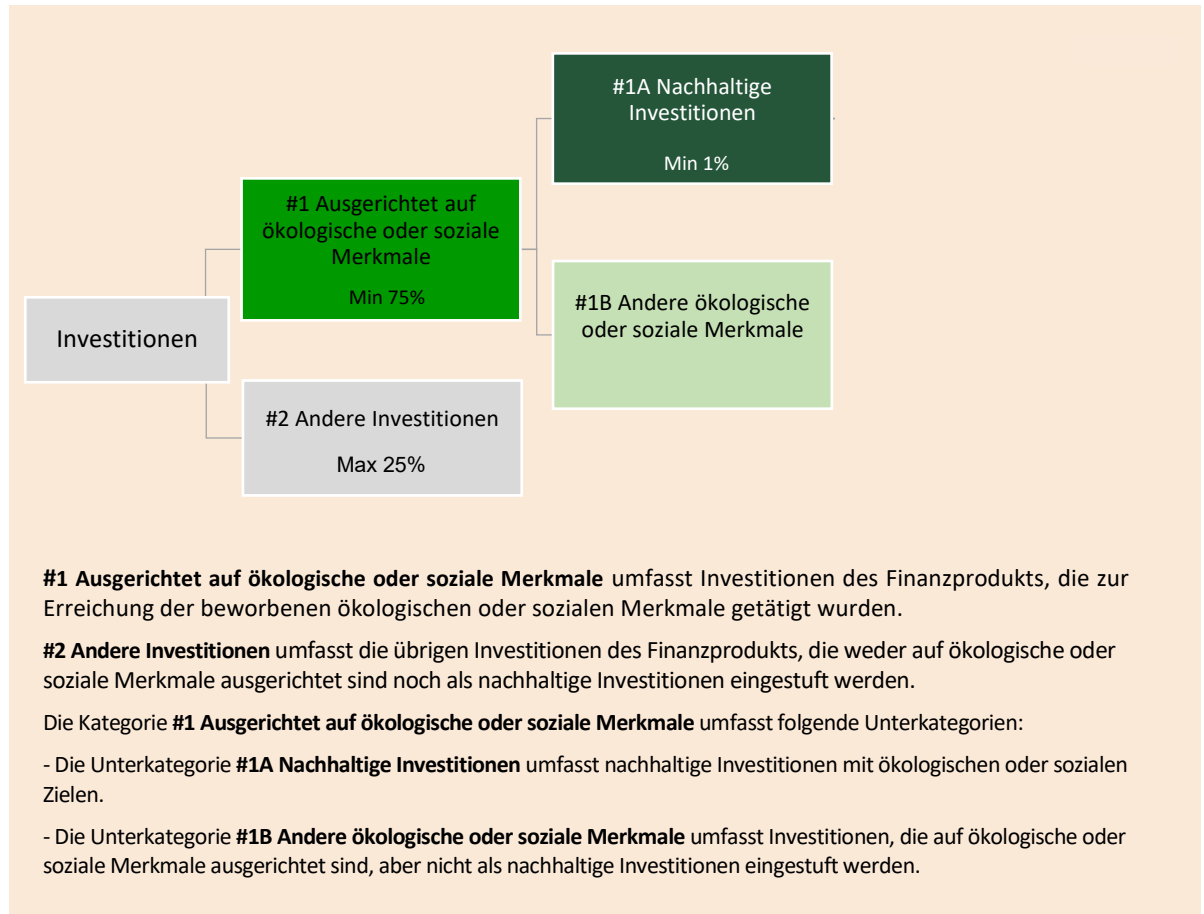 #1A Nachhaltige
Investitionen
Min 1%
#1 Ausgerichtet auf
ökologische oder soziale
Merkmale
Min 75%
#1B Andere ökologische
oder soziale Merkmale
Investitionen
#2 Andere Investitionen
Max 25%
#1 Ausgerichtet auf ökologische oder soziale Merkmale umfasst Investitionen des Finanzprodukts, die zur
Erreichung der beworbenen ökologischen oder sozialen Merkmale getätigt wurden.
#2 Andere Investitionen umfasst die übrigen Investitionen des Finanzprodukts, die weder auf ökologische oder
soziale Merkmale ausgerichtet sind noch als nachhaltige Investitionen eingestuft werden.
Die Kategorie #1 Ausgerichtet auf ökologische oder soziale Merkmale umfasst folgende Unterkategorien:
- Die Unterkategorie #1A Nachhaltige Investitionen umfasst nachhaltige Investitionen mit ökologischen oder sozialen
Zielen.
- Die Unterkategorie #1B Andere ökologische oder soziale Merkmale umfasst Investitionen, die auf ökologische oder
soziale Merkmale ausgerichtet sind, aber nicht als nachhaltige Investitionen eingestuft werden.